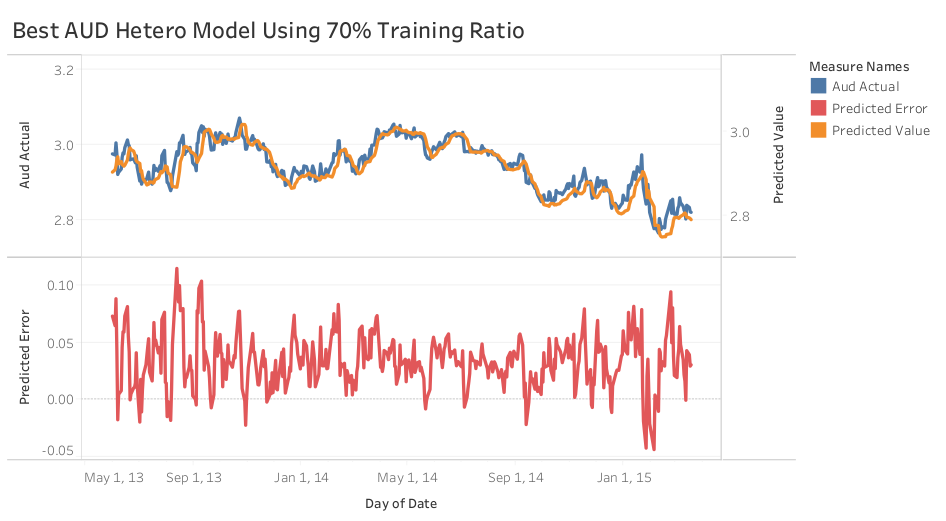 Best AUD Hetero Model Using 70% Training Ratio
Measure Names
Aud Actual
Predicted Error
Predicted Value
Aud Actual
3.2
3.0
2.8
Predicted Value
3.0
2.8
Predicted Error
0.10
0.05
0.00
-0.05
May 1, 13
Sep 1, 13
Jan 1, 14
May 1, 14
Sep 1, 14
Jan 1, 15
Day of Date